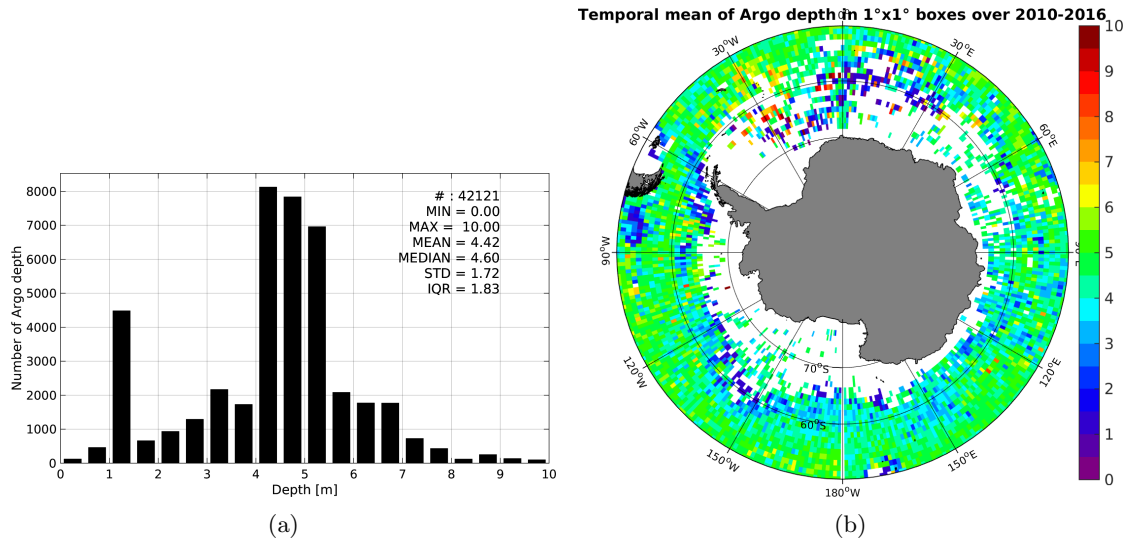 Temporal mean of Argo depth in 1°x1° boxes over 2010-2016
0°
30°E
60°E
120°E
150°E
180°W
150°W
120°W
90°W
60°W
30°W
70°S
60°S
10
9
8
7
6
5
4
3
2
1
0
Number of Argo depth
8000
7000
6000
5000
4000
3000
2000
1000
0
# : 42121
MIN = 0.00
MAX = 10.00
MEAN = 4.42
MEDIAN = 4.60
STD = 1.72
IQR = 1.83
0 1 2 3 4 5 6 7 8 9 10
Depth [m]
(a)
(b)